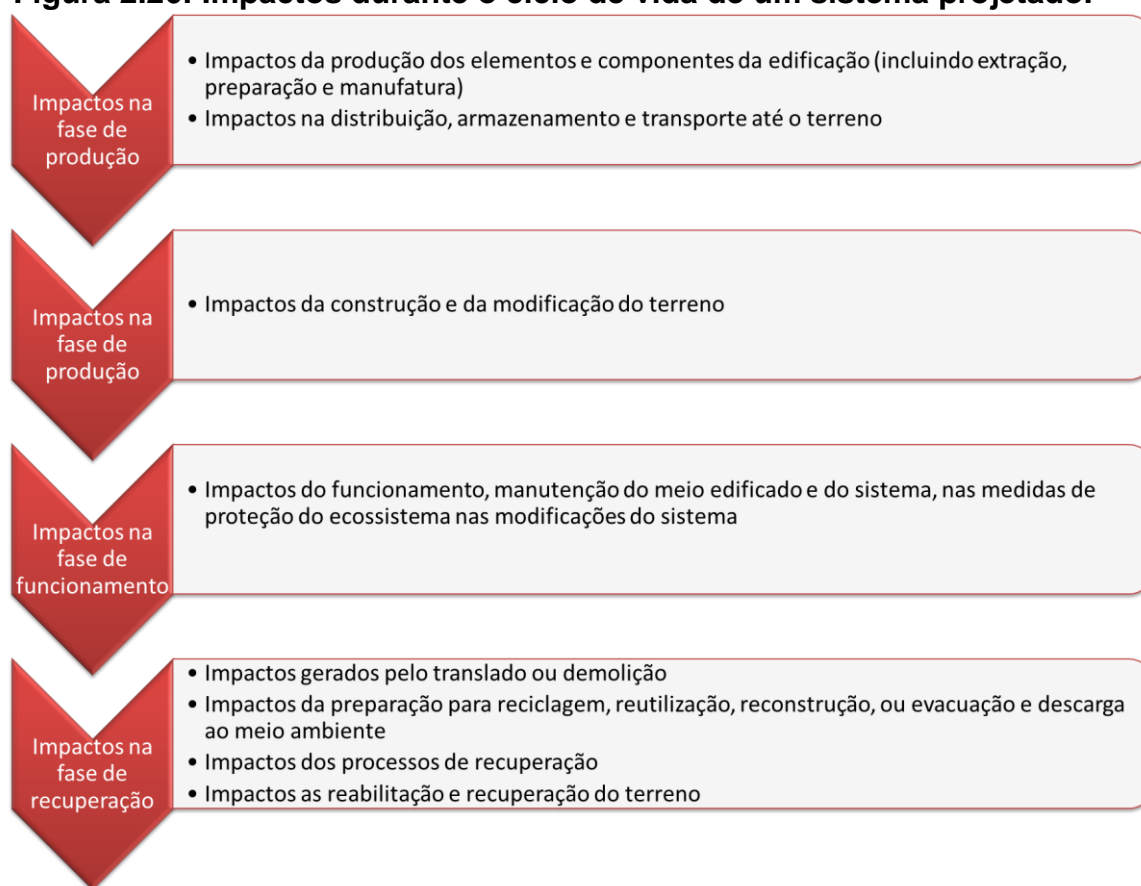 Figura 2.20. Impactos durante o ciclo de vida de um sistema projetado.
Impactos na
fase de
produção
• Impactos da produção dos elementos e componentes da edificação (incluindo extração,
preparação e manufatura)
• Impactos na distribuição, armazenamento e transporte até o terreno
Impactos na
fase de
produção
• Impactos da construção e da modificação do terreno
Impactos na
fase de
funcionamento
• Impactos do funcionamento, manutenção do meio edificado e do sistema, nas medidas de
proteção do ecossistema nas modificações do sistema
Impactos na
fase de
recuperação
• Impactos gerados pelo translado ou demolição
• Impactos da preparação para reciclagem, reutilização, reconstrução, ou evacuação e descarga
ao meio ambiente
• Impactos dos processos de recuperação
• Impactos as reabilitação e recuperação do terreno